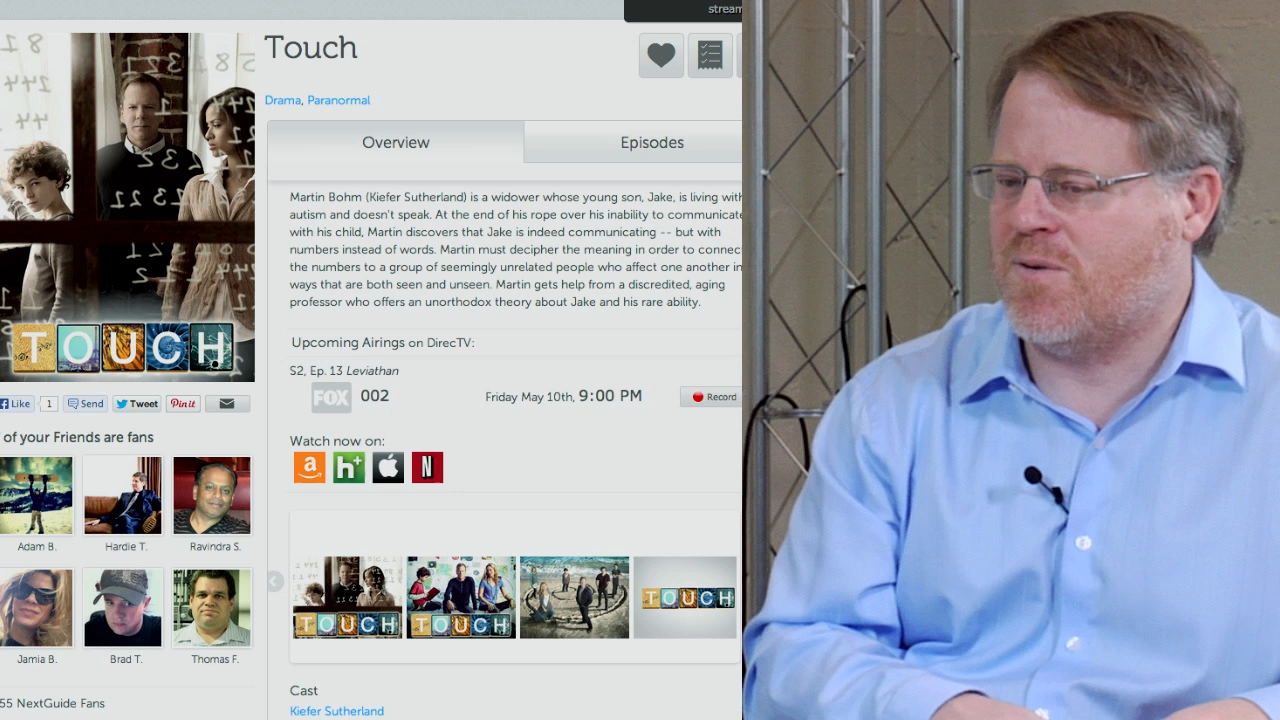 stream
Touch
Drama, Paranormal
Overview
Episodes
Martin Bohm (Kiefer Sutherland) is a widower whose young son, Jake, is living with
autism and doesn't speak. At the end of his rope over his inability to communicate
with his child, Martin discovers that Jake is indeed communicating -- but with
numbers instead of words. Martin must decipher the meaning in order to connect
the numbers to a group of seemingly unrelated people who affect one another in
ways that are both seen and unseen. Martin gets help from a discredited, aging
professor who offers an unorthodox theory about Jake and his rare ability.
TOUCH
Upcoming Airings on DirecTV:
S2, Ep. 13 Leviathan
FOX 002 Friday May 10th, 9:00 PM Record
Like 1 Send Tweet Pin it
of your Friends are fans
Watch now on:
a h+ N
Adam B. Hardie T. Ravindra S.
TOUCH TOUCH TOUCH
Jamia B. Brad T. Thomas F.
55 NextGuide Fans
Cast
Kiefer Sutherland